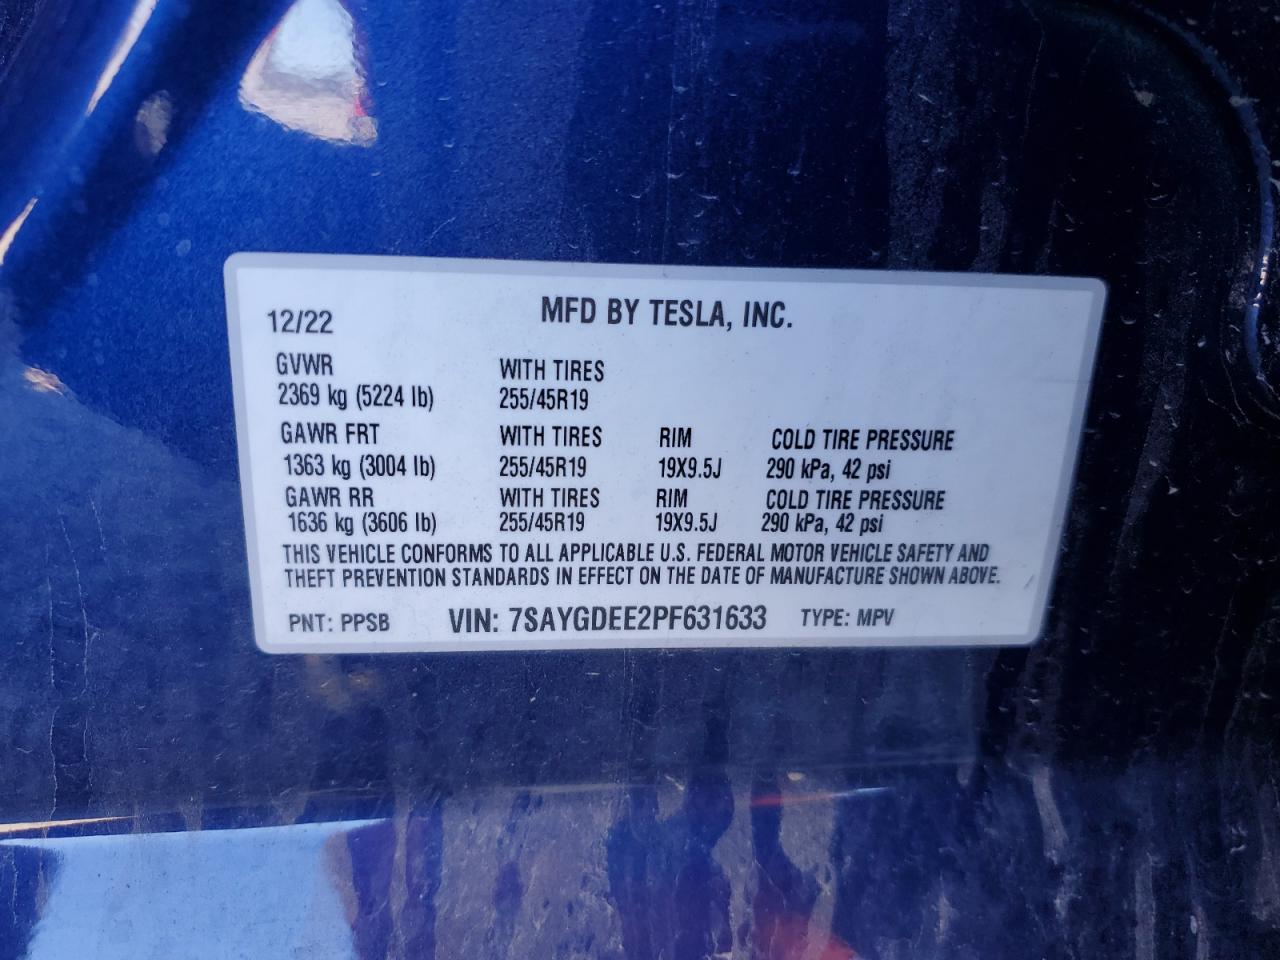 MFD BY TESLA, INC.
12/22
GVWR WITH TIRES
2369 kg (5224 lb) 255/45R19
GAWR FRT WITH TIRES RIM COLD TIRE PRESSURE
1363 kg (3004 lb) 255/45R19 19X9.5J 290 kPa, 42 psi
GAWR RR WITH TIRES RIM COLD TIRE PRESSURE
1636 kg (3606 lb) 255/45R19 19X9.5J 290 kPa, 42 psi
THIS VEHICLE CONFORMS TO ALL APPLICABLE U.S. FEDERAL MOTOR VEHICLE SAFETY AND
THEFT PREVENTION STANDARDS IN EFFECT ON THE DATE OF MANUFACTURE SHOWN ABOVE.
PNT: PPSB VIN: 7SAYGDEE2PF631633 TYPE: MPV